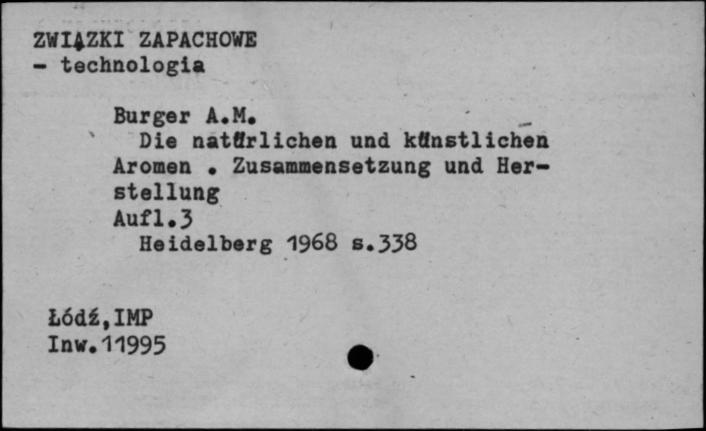 ZWIĄZKI ZAPACHOWE
- technologia
Burger A.M.
Die natürlichen und künstlichen
Aromen . Zusammensetzung und Her-
stellung
Aufl.3
Heidelberg 1968 s.338
Łódź,IMP
Inw.11995